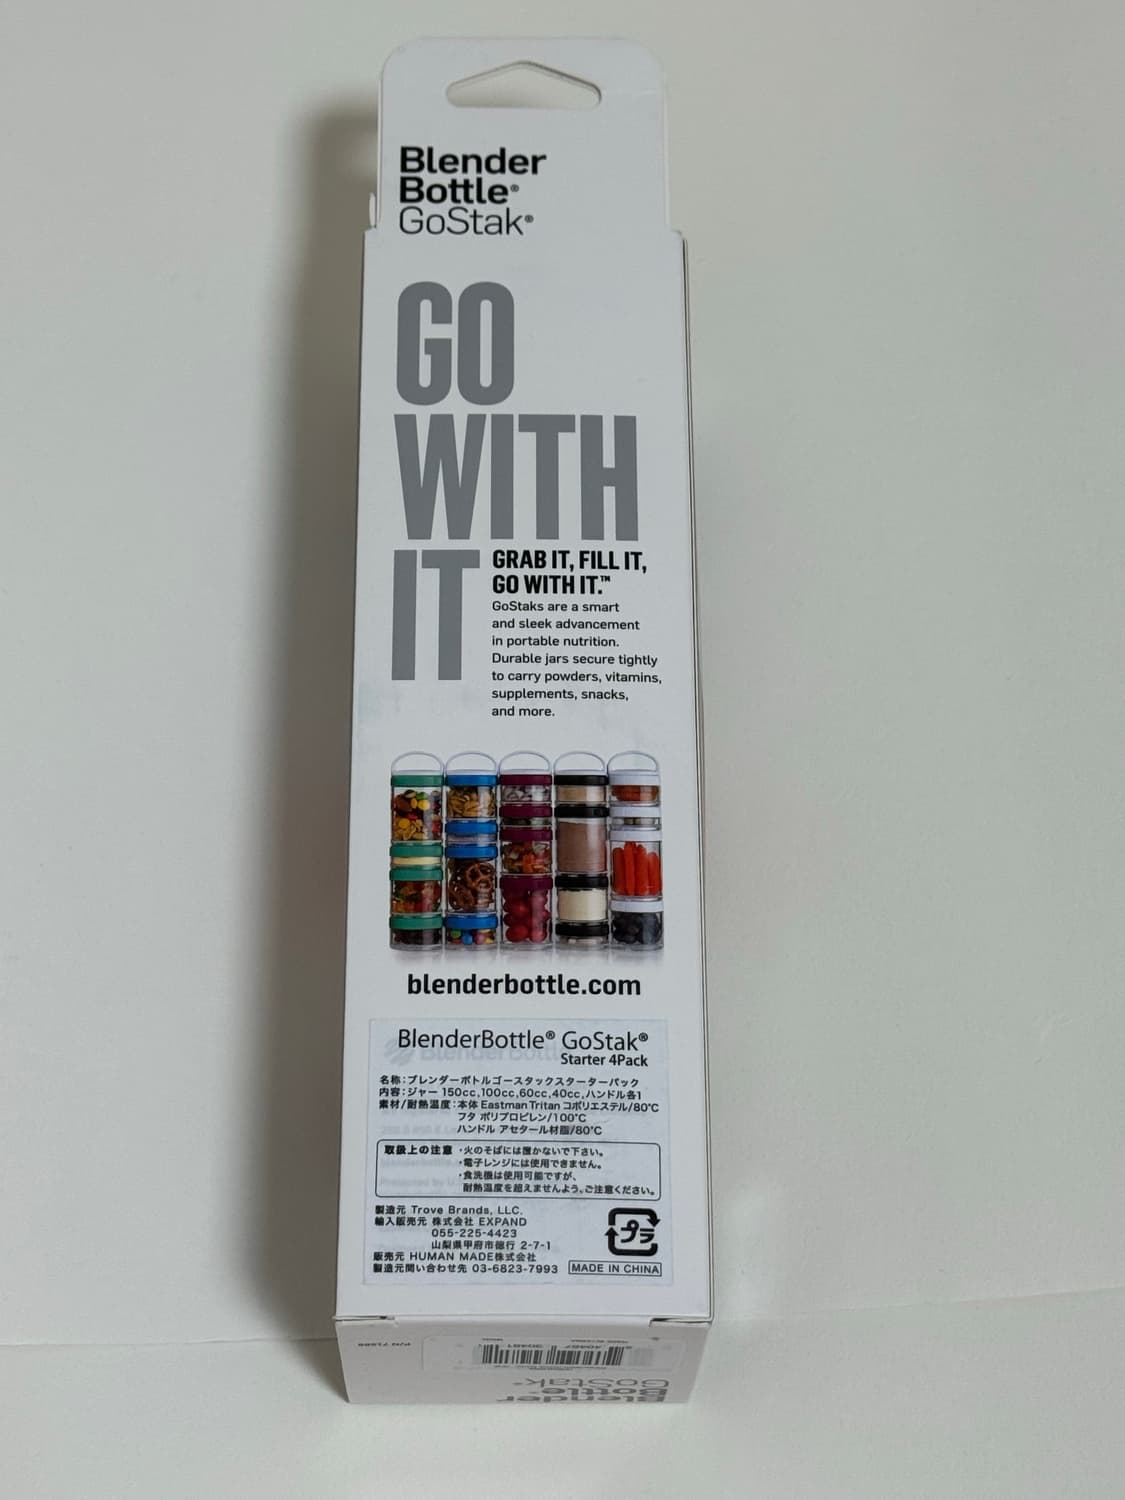 Blender
Bottle®
GoStak®
GO
WITH
IT
GRAB IT, FILL IT,
GO WITH IT.™
GoStaks are a smart
and sleek advancement
in portable nutrition.
Durable jars secure tightly
to carry powders, vitamins,
supplements, snacks,
and more.
blenderbottle.com
BlenderBottle® GoStak®
Starter 4Pack
名称:ブレンダーボトルゴースタックスターターパック
内容:ジャー 150cc,100cc,60cc,40cc,ハンドル各1
素材/耐熱温度:本体 Eastman Tritan コポリエステル/80℃
フタ ポリプロピレン/100℃
ハンドル アセタール材脂/80℃
取扱上の注意 ・火のそばには置かないで下さい。
・電子レンジには使用できません。
・食洗機は使用可能ですが、
耐熱温度を超えませんよう、ご注意ください。
製造元 Trove Brands, LLC.
輸入販売元 株式会社 EXPAND
055-225-4423
山梨県甲府市徳行 2-7-1
販売元 HUMAN MADE株式会社
製造元問い合わせ先 03-6823-7993
プラ
MADE IN CHINA
Blender
Bottle®
GoStak®